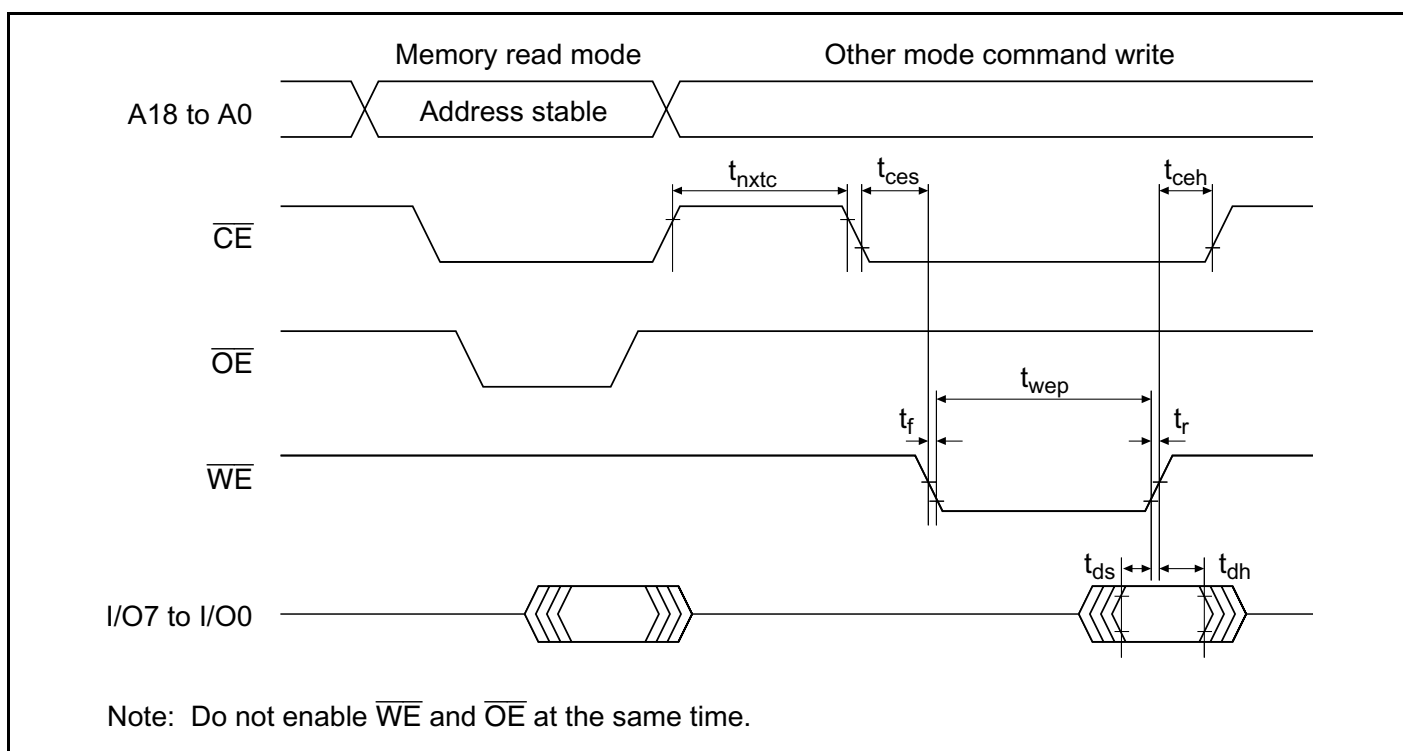 Memory read mode Other mode command write
A18 to A0 Address stable
tnxtc tces tceh
CE
OE
twep
tf tr
WE
tds tdh
I/O7 to I/O0
Note: Do not enable WE and OE at the same time.